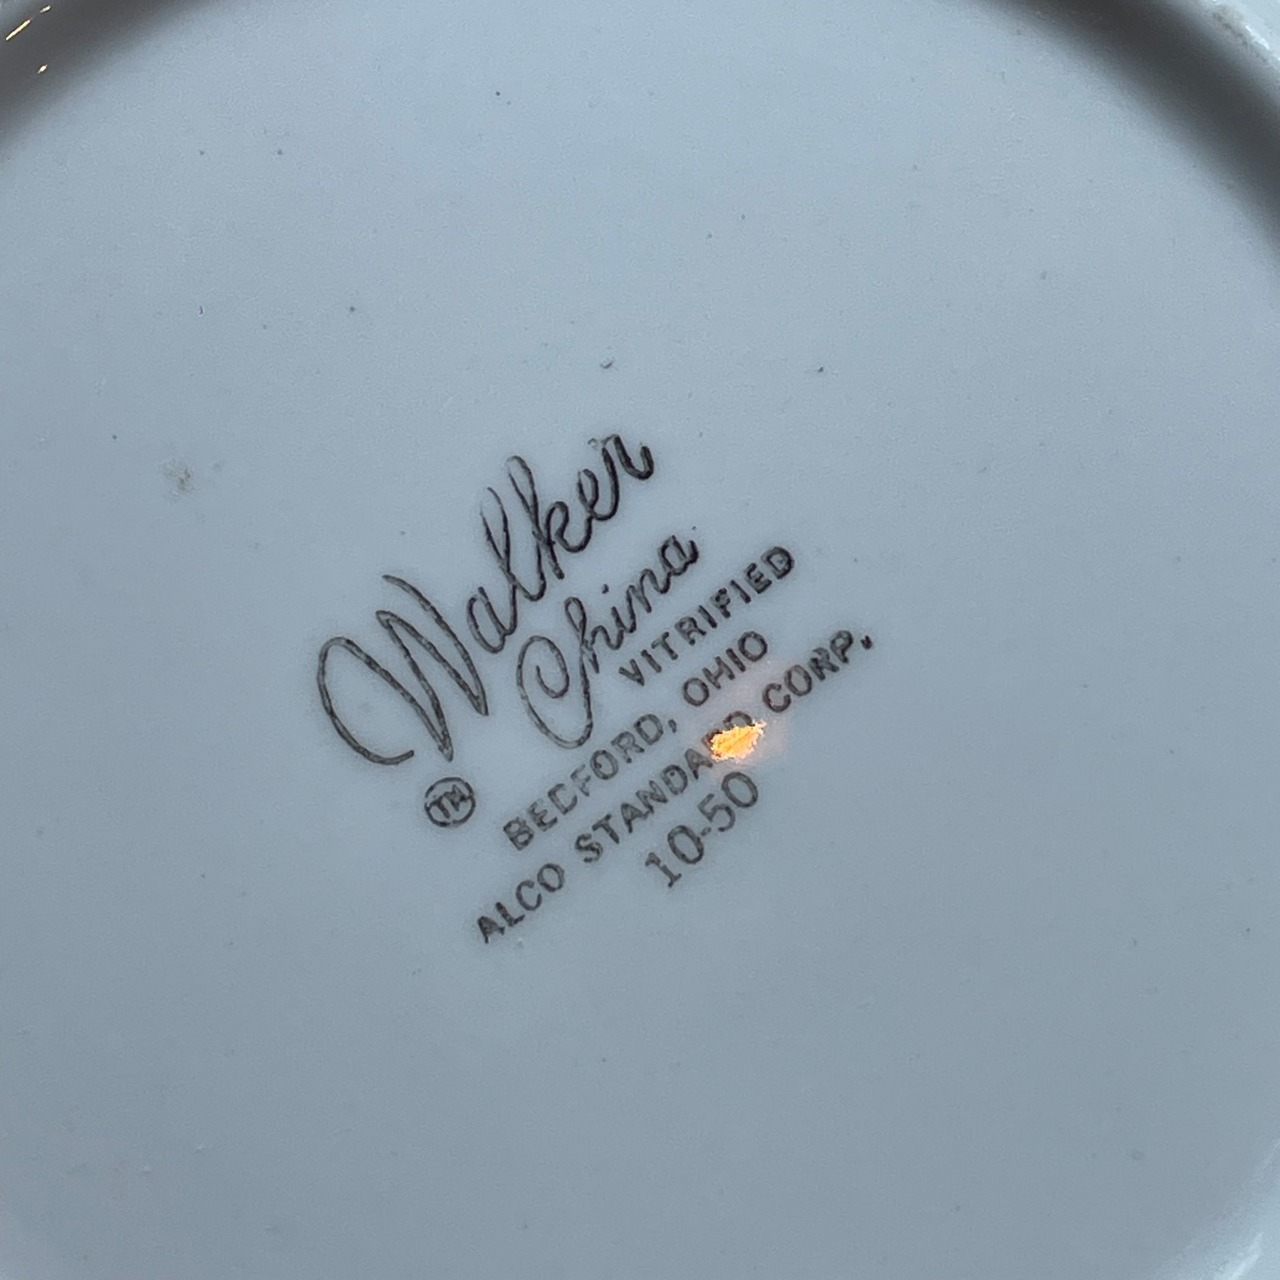 Walker
China
VITRIFIED
TM BEDFORD, OHIO
ALCO STANDARD CORP.
10-50